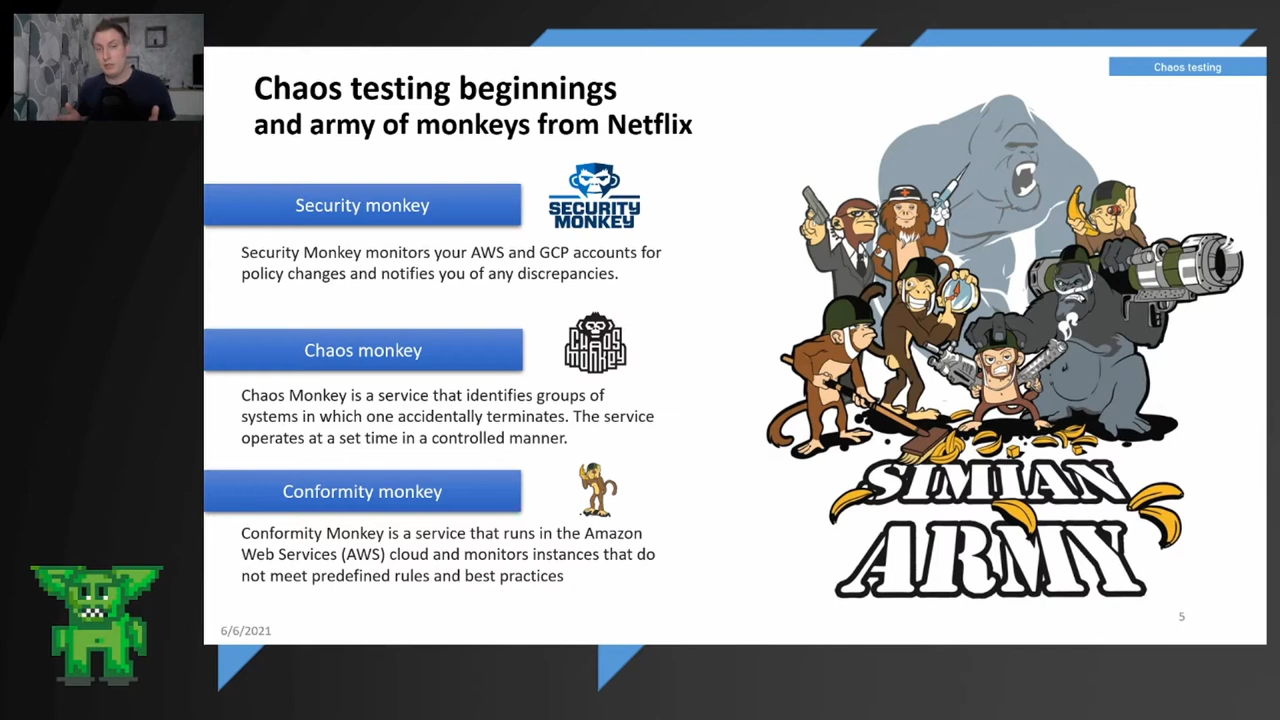 Chaos testing
Chaos testing beginnings
and army of monkeys from Netflix
Security monkey
SECURITY
MONKEY
Security Monkey monitors your AWS and GCP accounts for
policy changes and notifies you of any discrepancies.
Chaos monkey
CHAOS
MONKEY
Chaos Monkey is a service that identifies groups of
systems in which one accidentally terminates. The service
operates at a set time in a controlled manner.
Conformity monkey
Conformity Monkey is a service that runs in the Amazon
Web Services (AWS) cloud and monitors instances that do
not meet predefined rules and best practices
SIMIAN
ARMY
6/6/2021
5